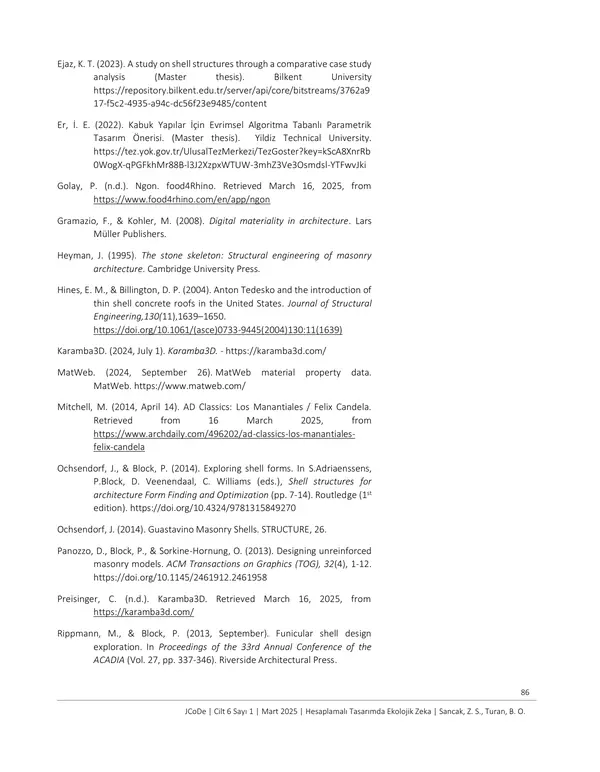 Ejaz, K. T. (2023). A study on shell structures through a comparative case study
analysis (Master thesis). Bilkent University
https://repository.bilkent.edu.tr/server/api/core/bitstreams/3762a9
17-f5c2-4935-a94c-dc56f23e9485/content
Er, İ. E. (2022). Kabuk Yapılar İçin Evrimsel Algoritma Tabanlı Parametrik
Tasarım Önerisi. (Master thesis). Yildiz Technical University.
https://tez.yok.gov.tr/UlusalTezMerkezi/TezGoster?key=kScA8XnrRb
0WogX-qPGFkhMr88B-l3J2XzpxWTUW-3mhZ3Ve3Osmdsl-YTFwvJki
Golay, P. (n.d.). Ngon. food4Rhino. Retrieved March 16, 2025, from
https://www.food4rhino.com/en/app/ngon
Gramazio, F., & Kohler, M. (2008). Digital materiality in architecture. Lars
Müller Publishers.
Heyman, J. (1995). The stone skeleton: Structural engineering of masonry
architecture. Cambridge University Press.
Hines, E. M., & Billington, D. P. (2004). Anton Tedesko and the introduction of
thin shell concrete roofs in the United States. Journal of Structural
Engineering,130(11),1639–1650.
https://doi.org/10.1061/(asce)0733-9445(2004)130:11(1639)
Karamba3D. (2024, July 1). Karamba3D. - https://karamba3d.com/
MatWeb. (2024, September 26). MatWeb material property data.
MatWeb. https://www.matweb.com/
Mitchell, M. (2014, April 14). AD Classics: Los Manantiales / Felix Candela.
Retrieved from 16 March 2025, from
https://www.archdaily.com/496202/ad-classics-los-manantiales-
felix-candela
Ochsendorf, J., & Block, P. (2014). Exploring shell forms. In S.Adriaenssens,
P.Block, D. Veenendaal, C. Williams (eds.), Shell structures for
architecture Form Finding and Optimization (pp. 7-14). Routledge (1st
edition). https://doi.org/10.4324/9781315849270
Ochsendorf, J. (2014). Guastavino Masonry Shells. STRUCTURE, 26.
Panozzo, D., Block, P., & Sorkine-Hornung, O. (2013). Designing unreinforced
masonry models. ACM Transactions on Graphics (TOG), 32(4), 1-12.
https://doi.org/10.1145/2461912.2461958
Preisinger, C. (n.d.). Karamba3D. Retrieved March 16, 2025, from
https://karamba3d.com/
Rippmann, M., & Block, P. (2013, September). Funicular shell design
exploration. In Proceedings of the 33rd Annual Conference of the
ACADIA (Vol. 27, pp. 337-346). Riverside Architectural Press.
86
JCoDe | Cilt 6 Sayı 1 | Mart 2025 | Hesaplamalı Tasarımda Ekolojik Zeka | Sancak, Z. S., Turan, B. O.